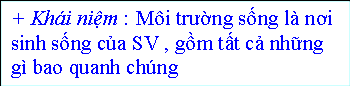 + Khái niệm : Môi trường sống là nơi
sinh sống của SV , gồm tất cả những
gì bao quanh chúng